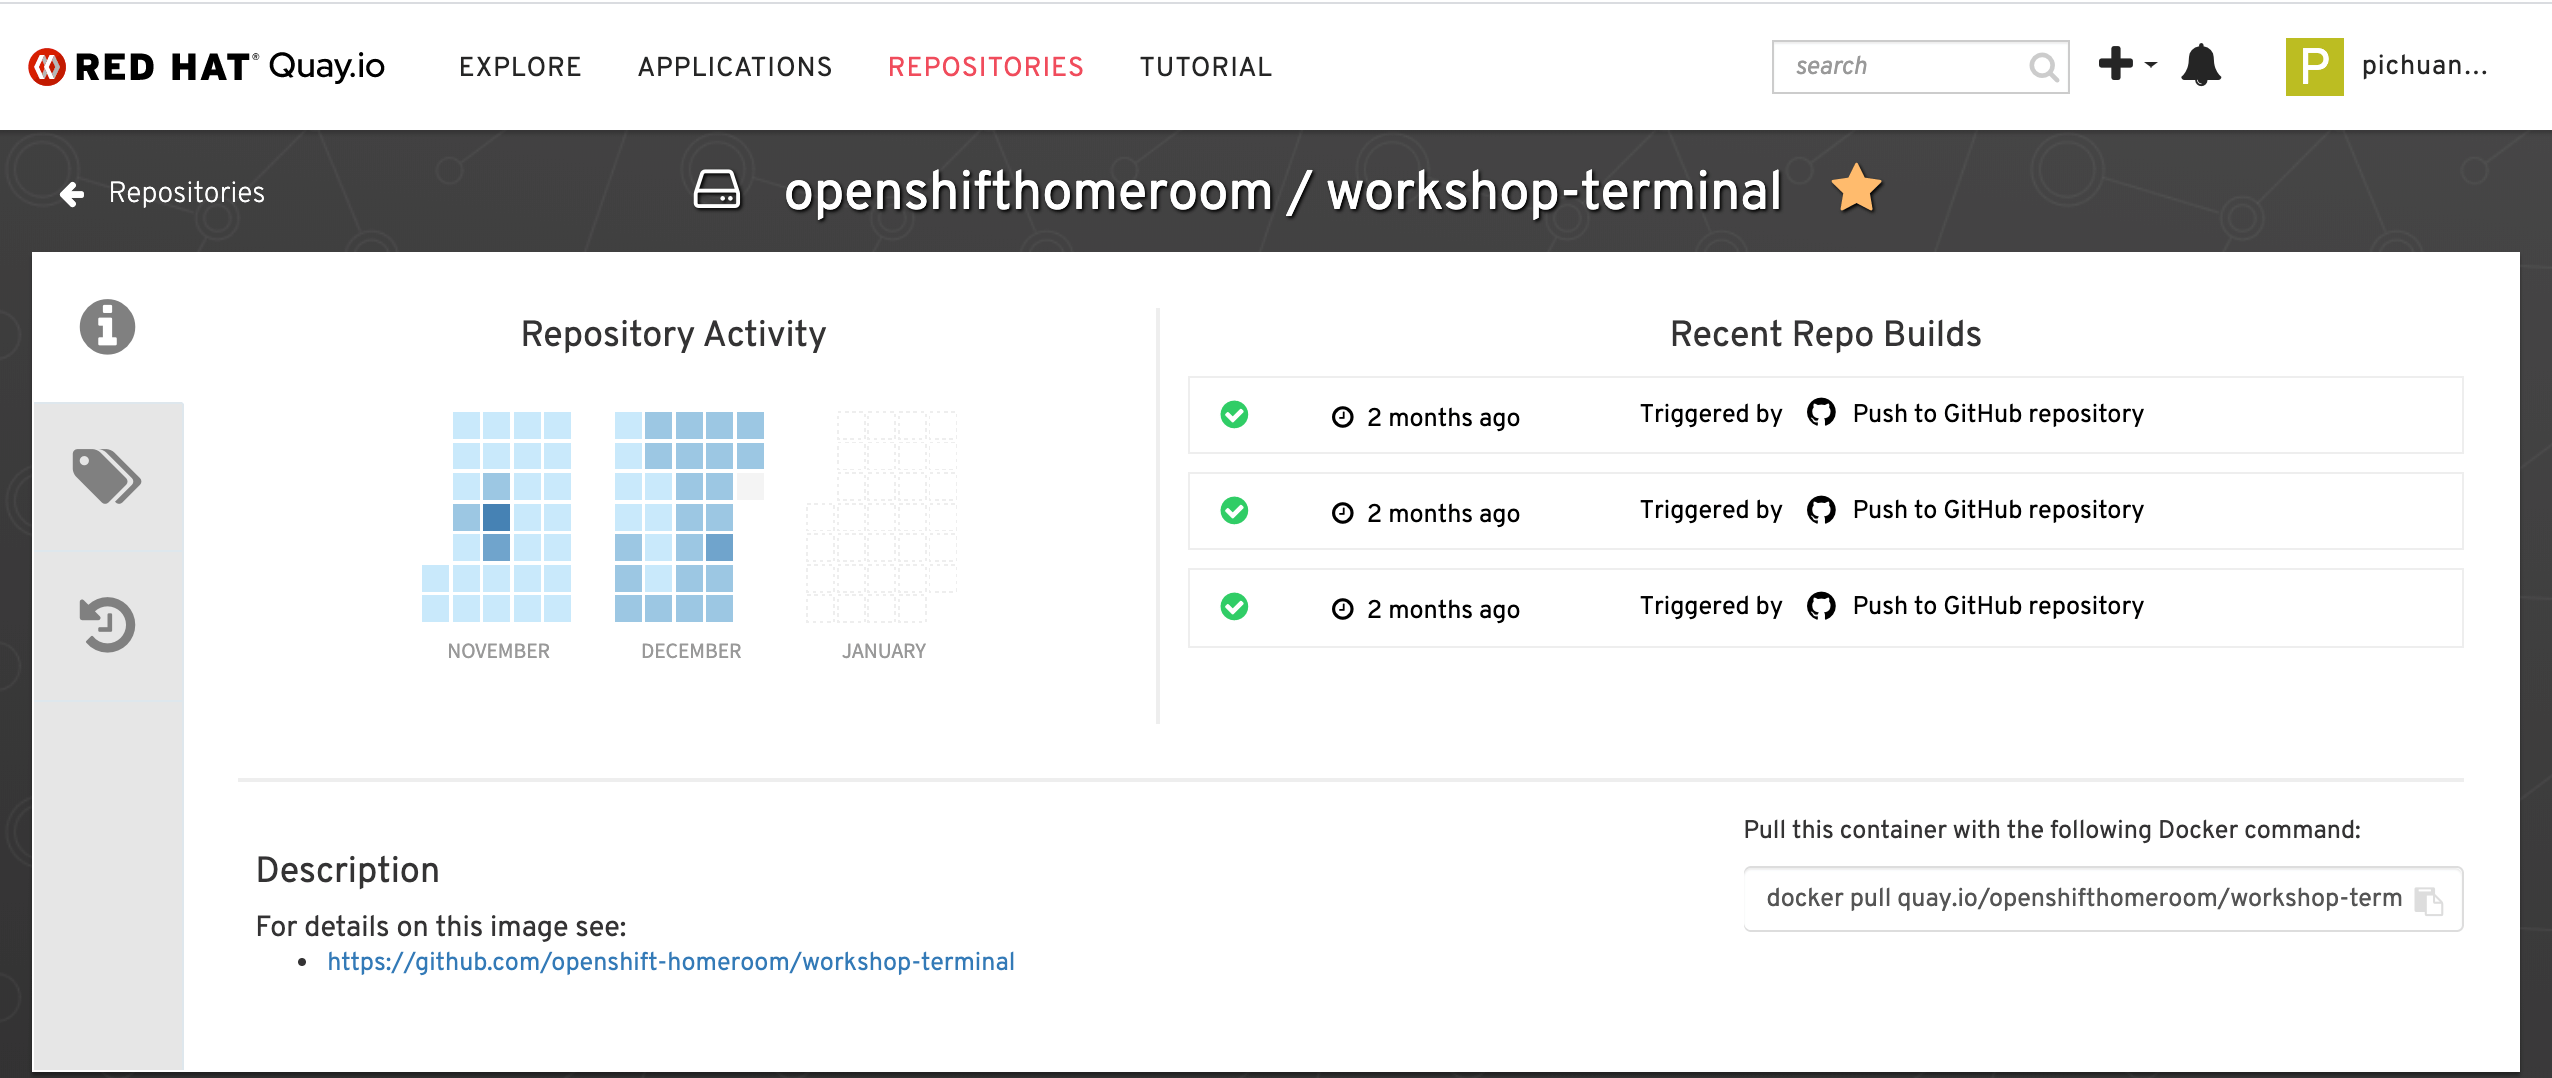 RED HAT® Quay.io
EXPLORE
APPLICATIONS
REPOSITORIES
TUTORIAL
search
P
pichuan...
Repositories
openshifthomeroom / workshop-terminal
Repository Activity
NOVEMBER
DECEMBER
JANUARY
Recent Repo Builds
2 months ago Triggered by Push to GitHub repository
2 months ago Triggered by Push to GitHub repository
2 months ago Triggered by Push to GitHub repository
Description
For details on this image see:
https://github.com/openshift-homeroom/workshop-terminal
Pull this container with the following Docker command:
docker pull quay.io/openshifthomeroom/workshop-term